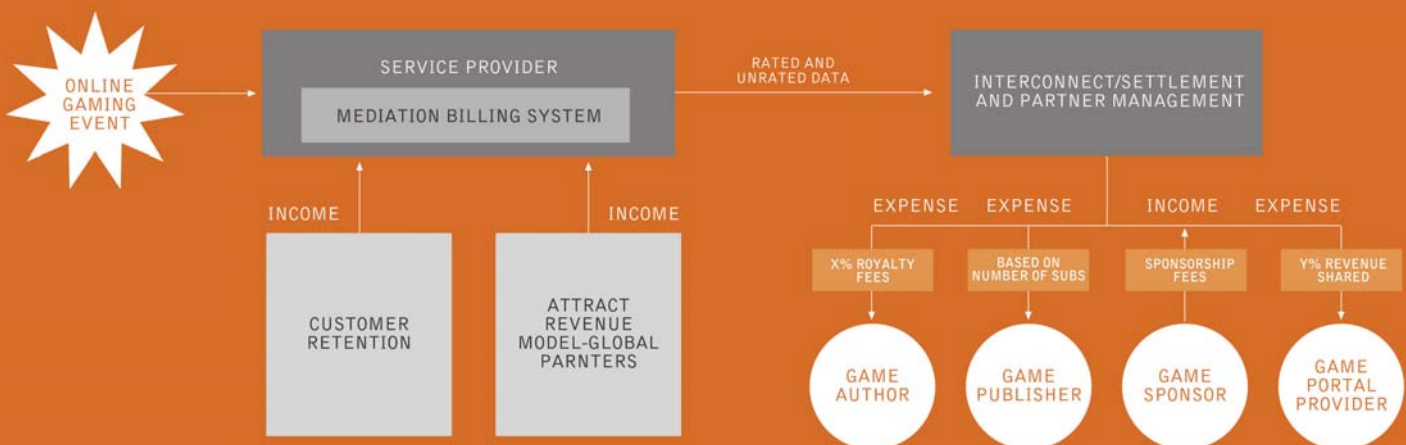 ONLINE
GAMING
EVENT
SERVICE PROVIDER
MEDIATION BILLING SYSTEM
RATED AND
UNRATED DATA
INTERCONNECT/SETTLEMENT
AND PARTNER MANAGEMENT
INCOME
INCOME
CUSTOMER
RETENTION
ATTRACT
REVENUE
MODEL-GLOBAL
PARNTERS
EXPENSE
EXPENSE
INCOME
EXPENSE
X% ROYALTY
FEES
BASED ON
NUMBER OF SUBS
SPONSORSHIP
FEES
Y% REVENUE
SHARED
GAME
AUTHOR
GAME
PUBLISHER
GAME
SPONSOR
GAME
PORTAL
PROVIDER